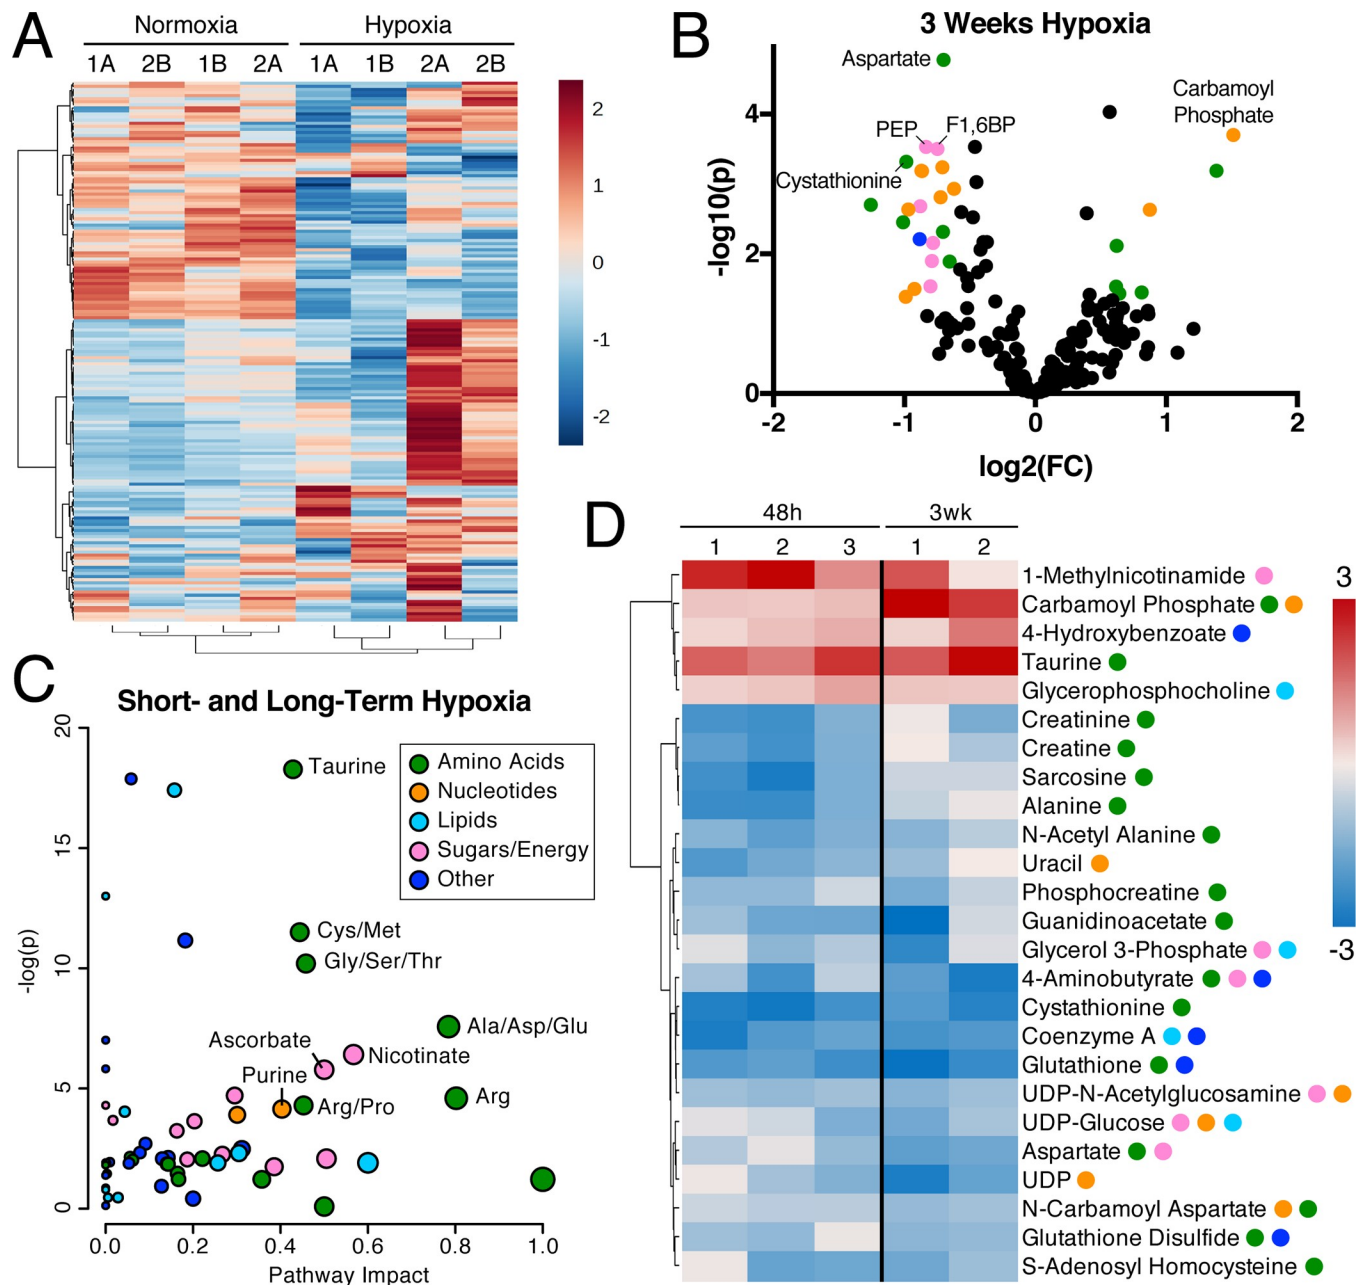 A
Normoxia Hypoxia
1A 2B 1B 2A 1A 1B 2A 2B
2
1
0
-1
-2
B
3 Weeks Hypoxia
Aspartate
Carbamoyl
Phosphate
PEP F1,6BP
Cystathionine
-log10(p)
4
2
0
-2 -1 0 1 2
log2(FC)
C
Short- and Long-Term Hypoxia
-log(p)
20
15
10
5
0
Taurine
Amino Acids
Nucleotides
Lipids
Sugars/Energy
Other
Cys/Met
Gly/Ser/Thr
Ala/Asp/Glu
Ascorbate
Nicotinate
Purine
Arg/Pro
Arg
0.0 0.2 0.4 0.6 0.8 1.0
Pathway Impact
D
48h 3wk
1 2 3 1 2
1-Methylnicotinamide
Carbamoyl Phosphate
4-Hydroxybenzoate
Taurine
Glycerophosphocholine
Creatinine
Creatine
Sarcosine
Alanine
N-Acetyl Alanine
Uracil
Phosphocreatine
Guanidinoacetate
Glycerol 3-Phosphate
4-Aminobutyrate
Cystathionine
Coenzyme A
Glutathione
UDP-N-Acetylglucosamine
UDP-Glucose
Aspartate
UDP
N-Carbamoyl Aspartate
Glutathione Disulfide
S-Adenosyl Homocysteine
3
-3